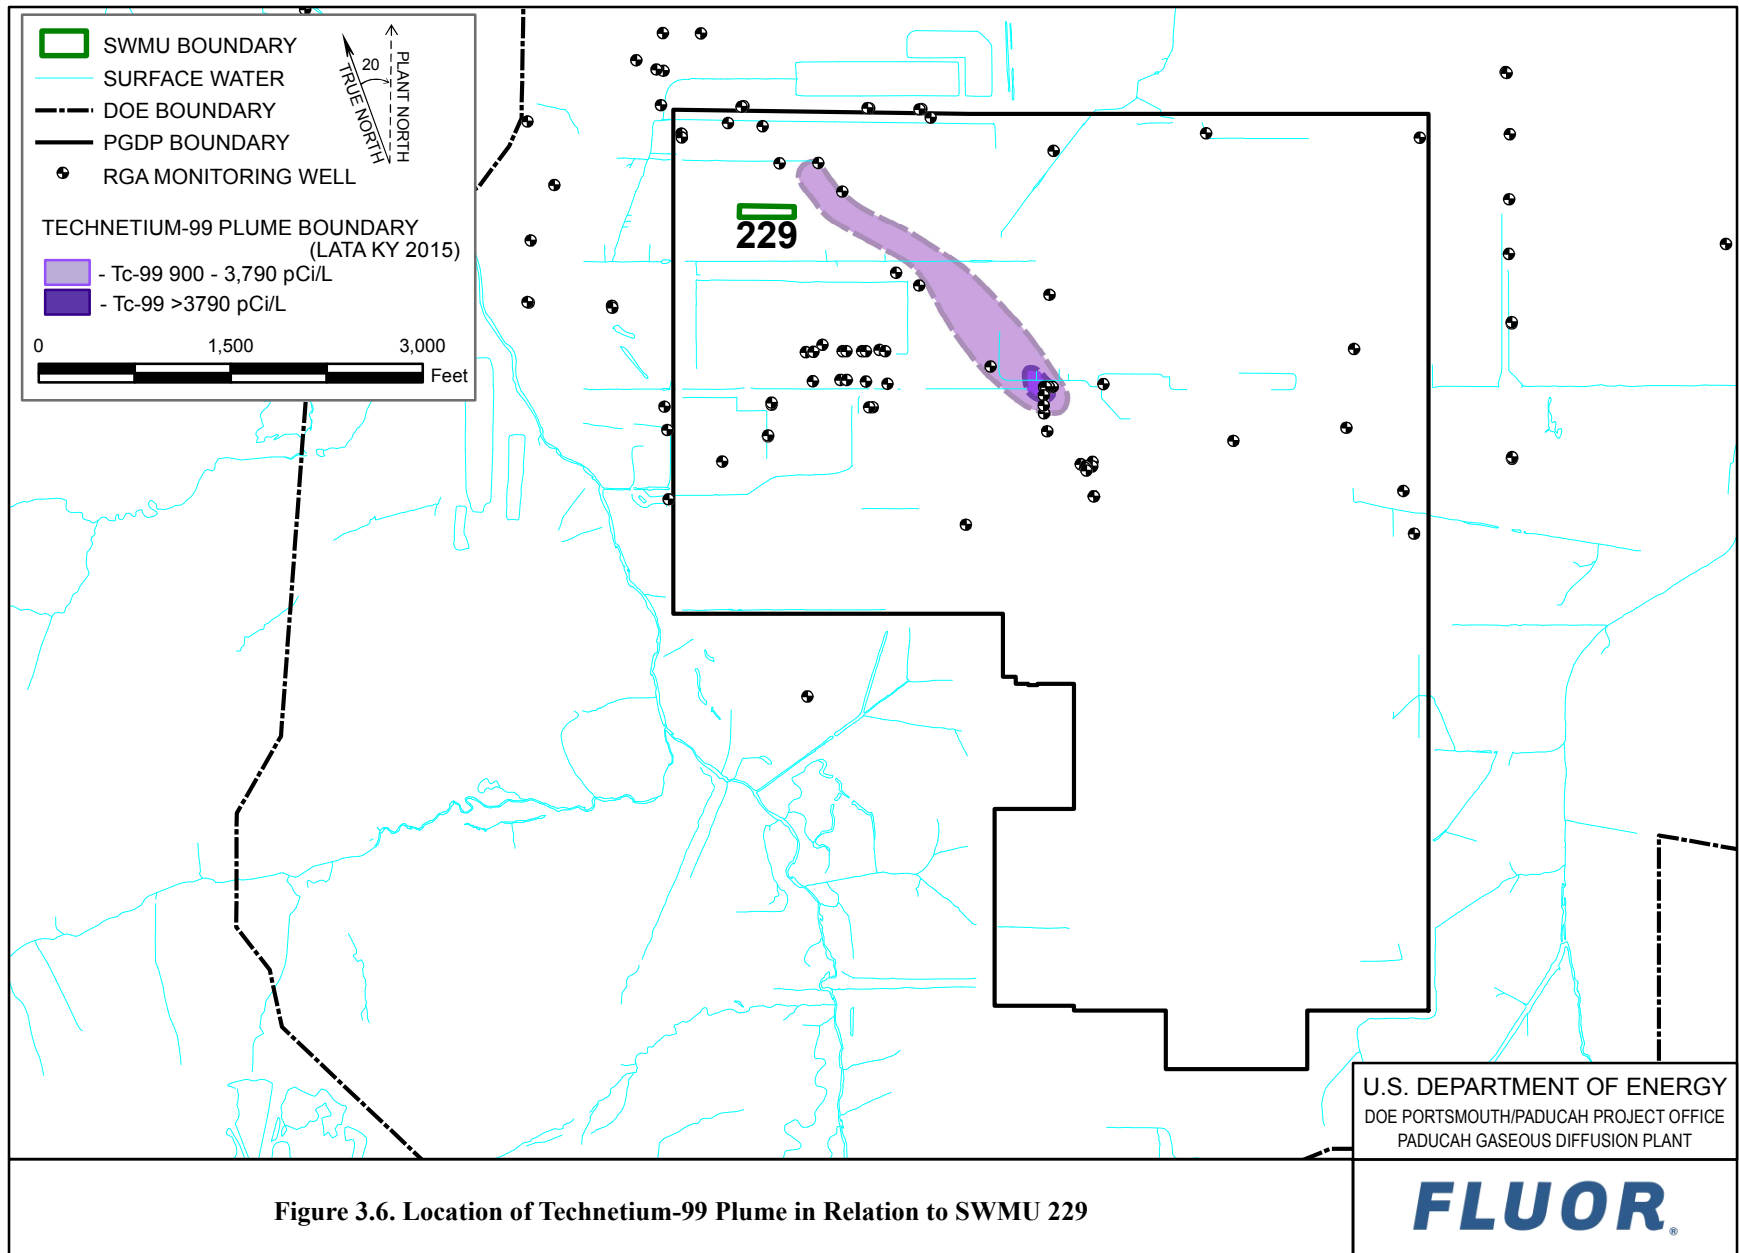 SWMU BOUNDARY
SURFACE WATER
DOE BOUNDARY
PGDP BOUNDARY
RGA MONITORING WELL
20
TRUE NORTH
PLANT NORTH
TECHNETIUM-99 PLUME BOUNDARY
(LATA KY 2015)
- Tc-99 900 - 3,790 pCi/L
- Tc-99 >3790 pCi/L
0 1,500 3,000
Feet
229
U.S. DEPARTMENT OF ENERGY
DOE PORTSMOUTH/PADUCAH PROJECT OFFICE
PADUCAH GASEOUS DIFFUSION PLANT
Figure 3.6. Location of Technetium-99 Plume in Relation to SWMU 229
FLUOR®